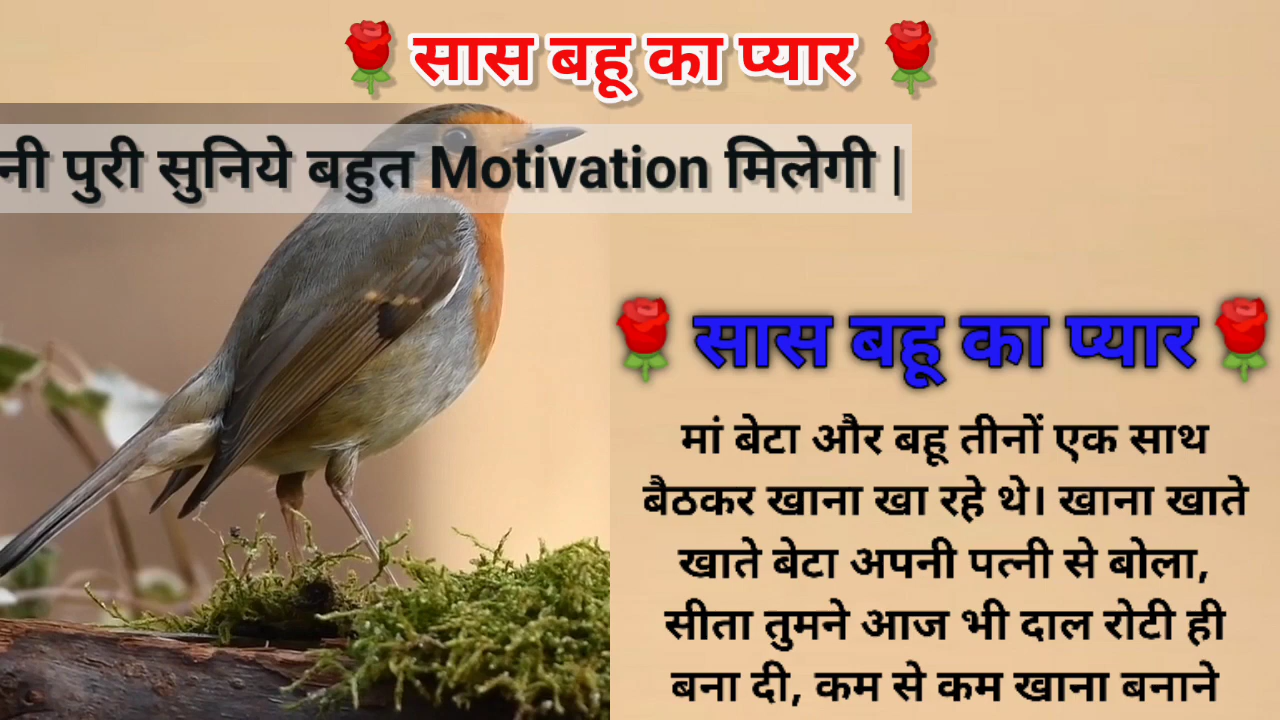 🌹सास बहू का प्यार 🌹
नी पुरी सुनिये बहुत Motivation मिलेगी |
🌹सास बहू का प्यार🌹
मां बेटा और बहू तीनों एक साथ
बैठकर खाना खा रहे थे। खाना खाते
खाते बेटा अपनी पत्नी से बोला,
सीता तुमने आज भी दाल रोटी ही
बना दी, कम से कम खाना बनाने